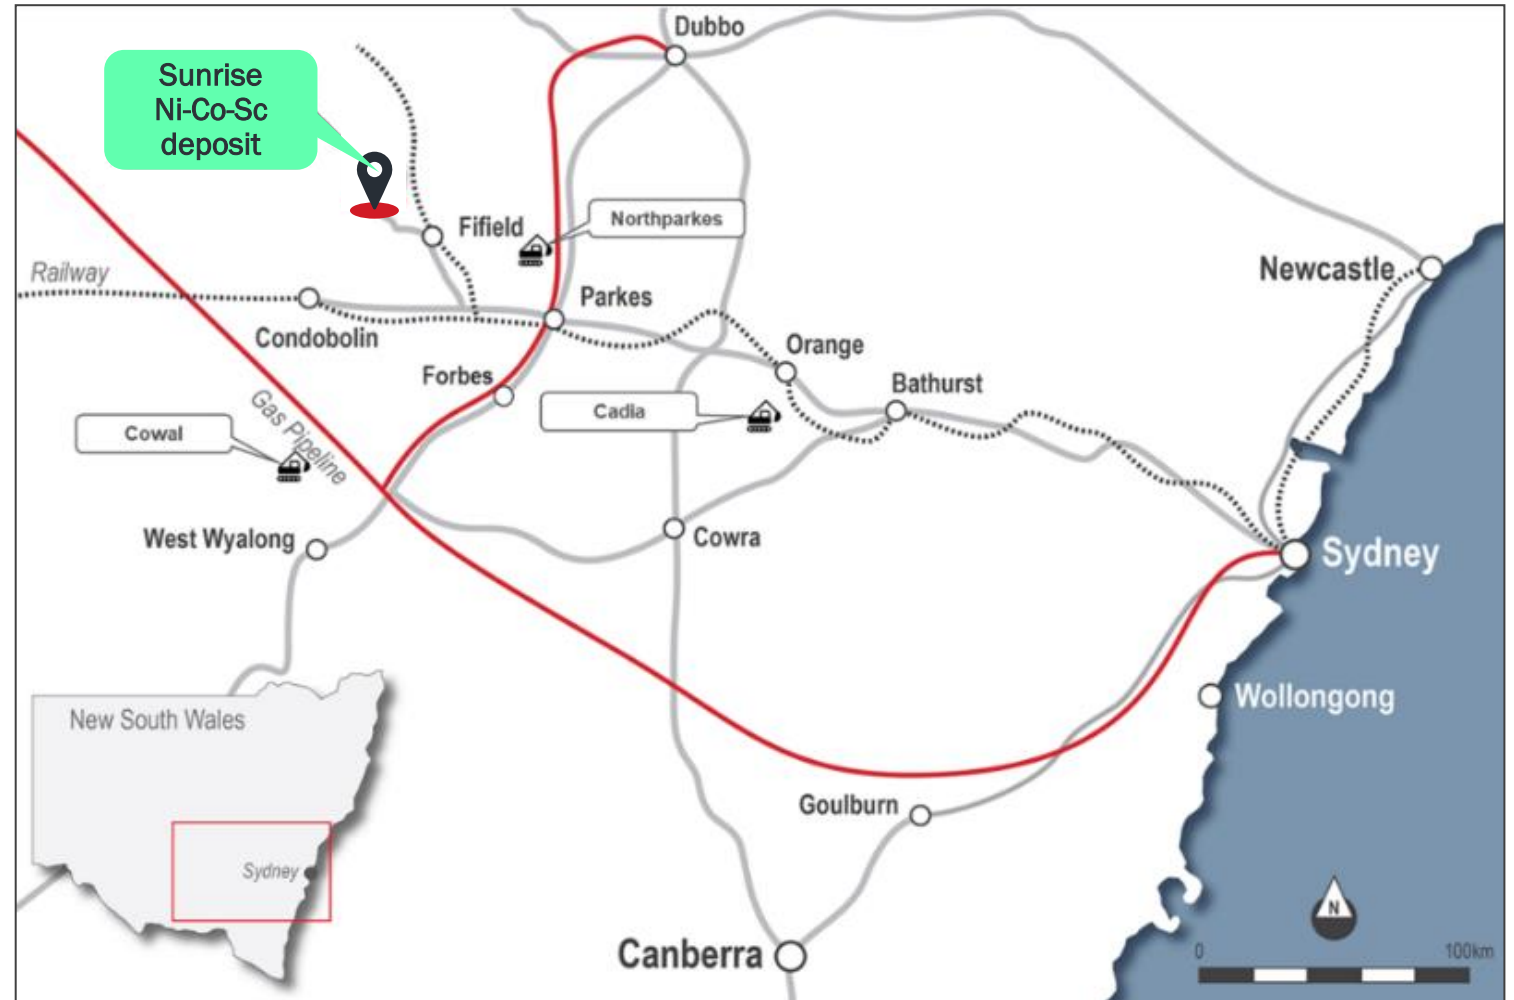 Dubbo
Sunrise
Ni-Co-Sc
deposit
Fifield
Northparkes
Newcastle
Railway
Parkes
Condobolin
Orange
Forbes
Bathurst
Gas Pipeline
Cadia
Cowal
West Wyalong
Cowra
Sydney
Wollongong
New South Wales
Goulburn
Sydney
N
Canberra
0
100km